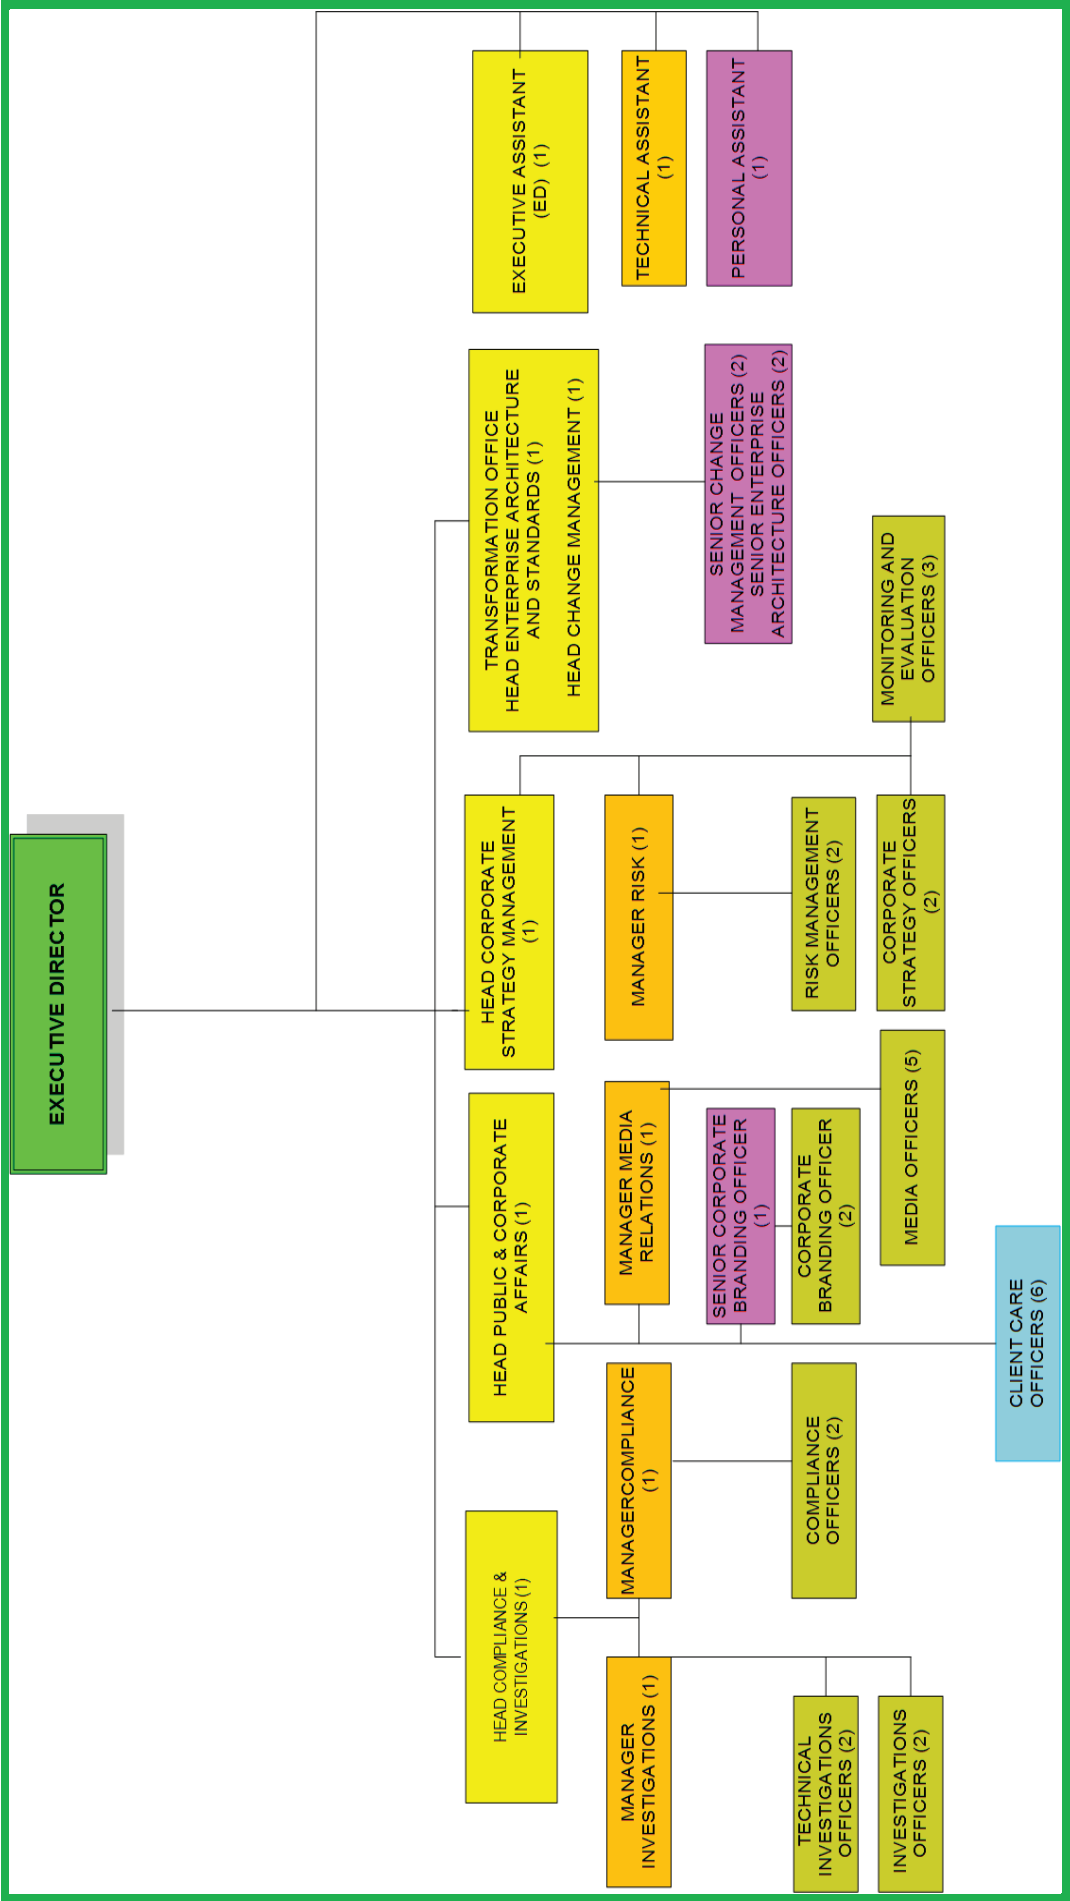 EXECUTIVE DIRECTOR
HEAD COMPLIANCE &
INVESTIGATIONS (1)
HEAD PUBLIC & CORPORATE
AFFAIRS (1)
HEAD CORPORATE
STRATEGY MANAGEMENT
(1)
TRANSFORMATION OFFICE
HEAD ENTERPRISE ARCHITECTURE
AND STANDARDS (1)
HEAD CHANGE MANAGEMENT (1)
EXECUTIVE ASSISTANT
(ED) (1)
MANAGER
INVESTIGATIONS (1)
MANAGERCOMPLIANCE
(1)
MANAGER MEDIA
RELATIONS (1)
MANAGER RISK (1)
TECHNICAL ASSISTANT
(1)
SENIOR CORPORATE
BRANDING OFFICER
(1)
SENIOR CHANGE
MANAGEMENT OFFICERS (2)
SENIOR ENTERPRISE
ARCHITECTURE OFFICERS (2)
PERSONAL ASSISTANT
(1)
TECHNICAL
INVESTIGATIONS
OFFICERS (2)
COMPLIANCE
OFFICERS (2)
CORPORATE
BRANDING OFFICER
(2)
RISK MANAGEMENT
OFFICERS (2)
INVESTIGATIONS
OFFICERS (2)
MEDIA OFFICERS (5)
CORPORATE
STRATEGY OFFICERS
(2)
MONITORING AND
EVALUATION
OFFICERS (3)
CLIENT CARE
OFFICERS (6)